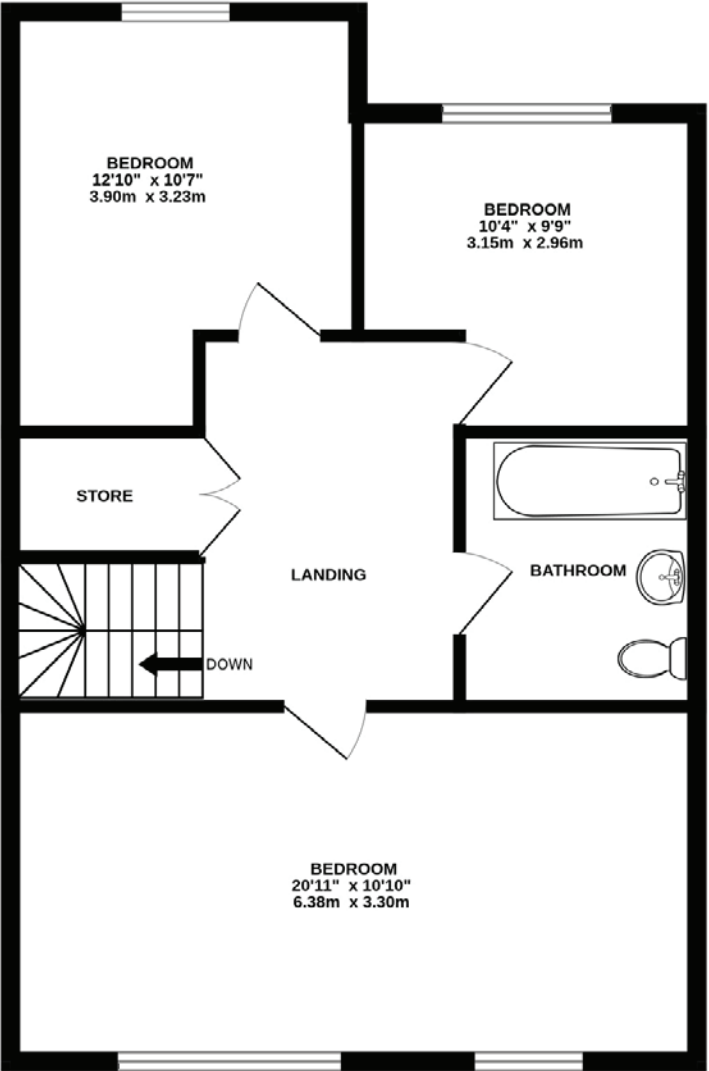 BEDROOM
12'10" x 10'7"
3.90m x 3.23m
BEDROOM
10'4" x 9'9"
3.15m x 2.96m
STORE
LANDING
BATHROOM
DOWN
BEDROOM
20'11" x 10'10"
6.38m x 3.30m